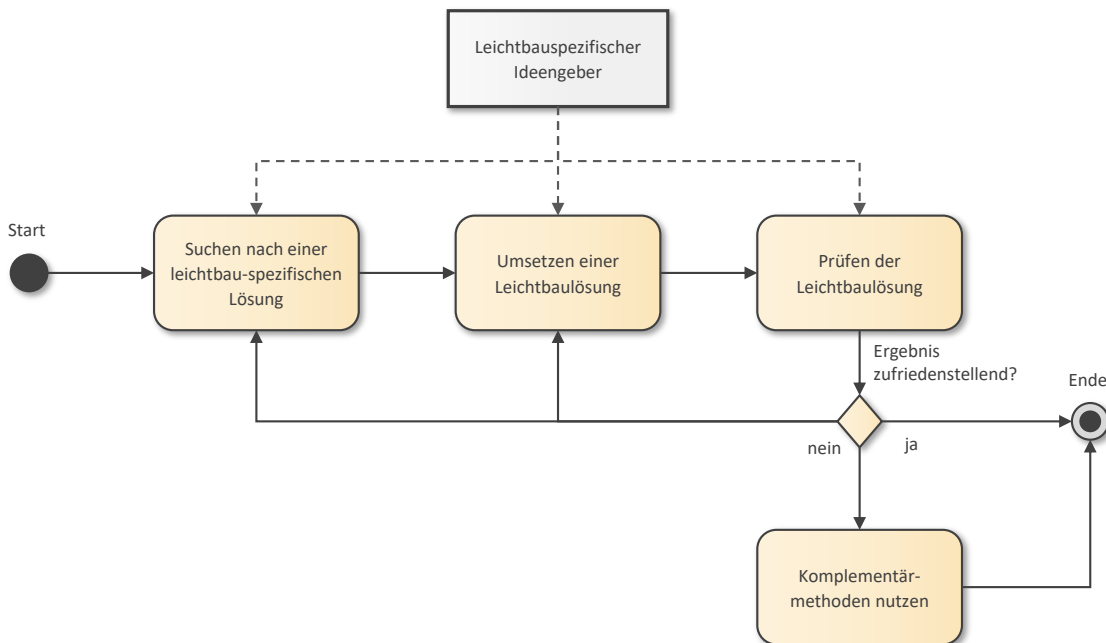 Leichtbauspezifischer
Ideengeber
Start
Suchen nach einer
leichtbau-spezifischen
Lösung
Umsetzen einer
Leichtbaulösung
Prüfen der
Leichtbaulösung
Ergebnis
zufriedenstellend?
Ende
nein
ja
Komplementär-
methoden nutzen